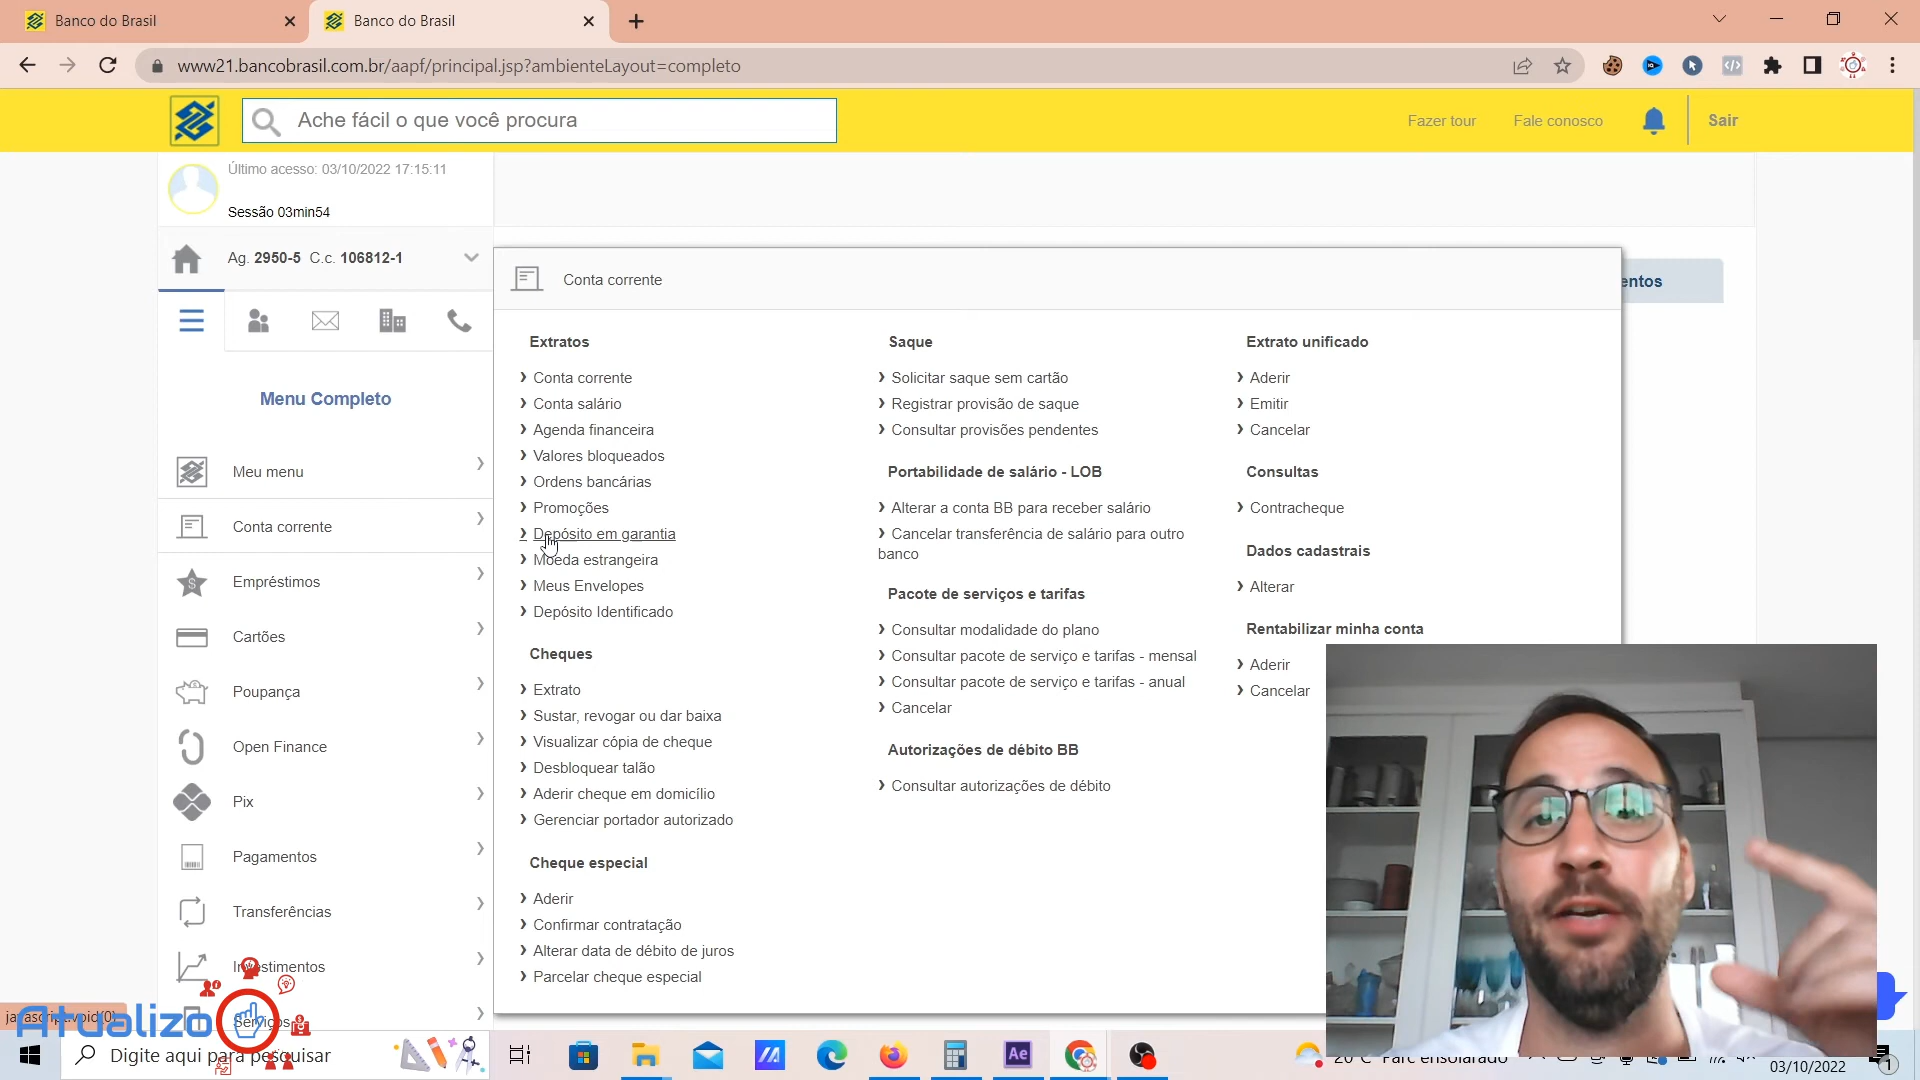 Banco do Brasil
Banco do Brasil
www21.bancobrasil.com.br/aapf/principal.jsp?ambienteLayout=completo
Ache fácil o que você procura
Fazer tour
Fale conosco
Sair
Último acesso: 03/10/2022 17:15:11
Sessão 03min54
Ag. 2950-5 C.c. 106812-1
Menu Completo
Meu menu
Conta corrente
Empréstimos
Cartões
Poupança
Open Finance
Pix
Pagamentos
Transferências
Investimentos
Serviços
Conta corrente
entos
Extratos
Conta corrente
Conta salário
Agenda financeira
Valores bloqueados
Ordens bancárias
Promoções
Depósito em garantia
Moeda estrangeira
Meus Envelopes
Depósito Identificado
Cheques
Extrato
Sustar, revogar ou dar baixa
Visualizar cópia de cheque
Desbloquear talão
Aderir cheque em domicílio
Gerenciar portador autorizado
Cheque especial
Aderir
Confirmar contratação
Alterar data de débito de juros
Parcelar cheque especial
Saque
Solicitar saque sem cartão
Registrar provisão de saque
Consultar provisões pendentes
Portabilidade de salário - LOB
Alterar a conta BB para receber salário
Cancelar transferência de salário para outro
banco
Pacote de serviços e tarifas
Consultar modalidade do plano
Consultar pacote de serviço e tarifas - mensal
Consultar pacote de serviço e tarifas - anual
Cancelar
Autorizações de débito BB
Consultar autorizações de débito
Extrato unificado
Aderir
Emitir
Cancelar
Consultas
Contracheque
Dados cadastrais
Alterar
Rentabilizar minha conta
Aderir
Cancelar
javascript:void(0)
Atualizo
Digite aqui para pesquisar
Ae
20°C Parc ensolarado
03/10/2022
1